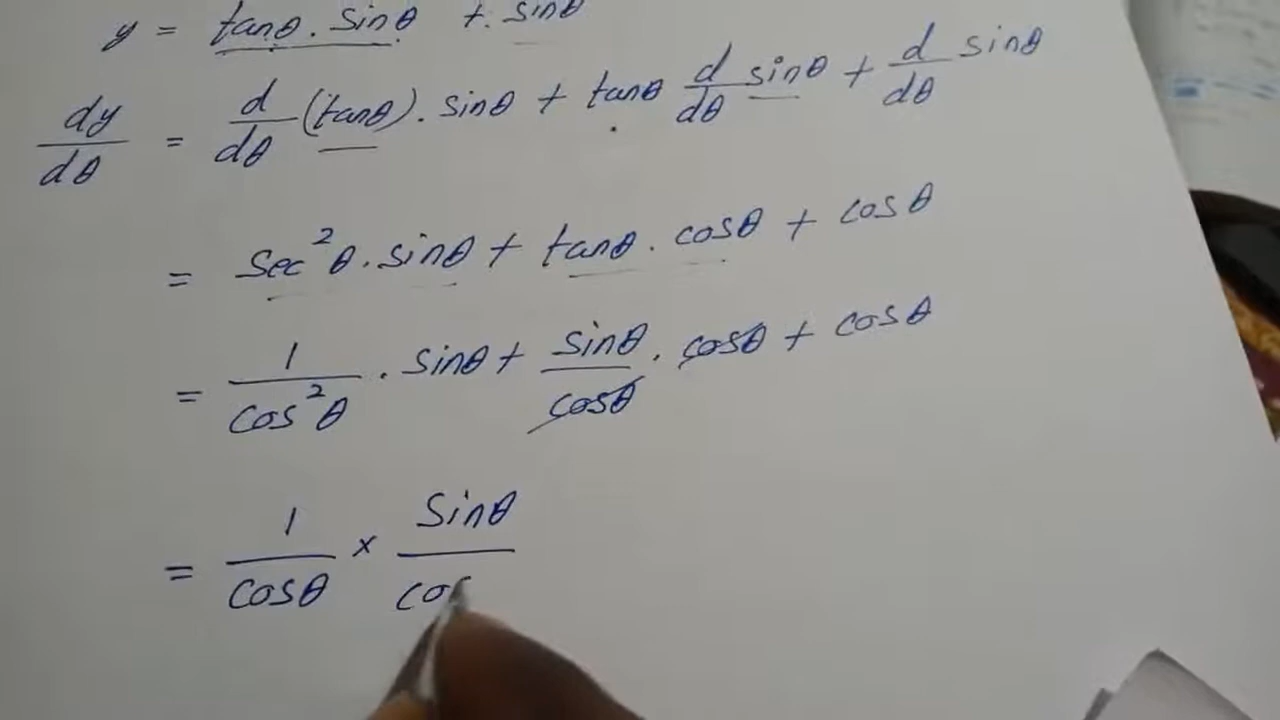 y = tanθ . sinθ + sinθ
dy/dθ = d/dθ (tanθ) . sinθ + tanθ d/dθ sinθ + d/dθ sinθ
= sec²θ . sinθ + tanθ . cosθ + cosθ
= 1/cos²θ . sinθ + sinθ/cosθ . cosθ + cosθ
= 1/cosθ × sinθ/cos